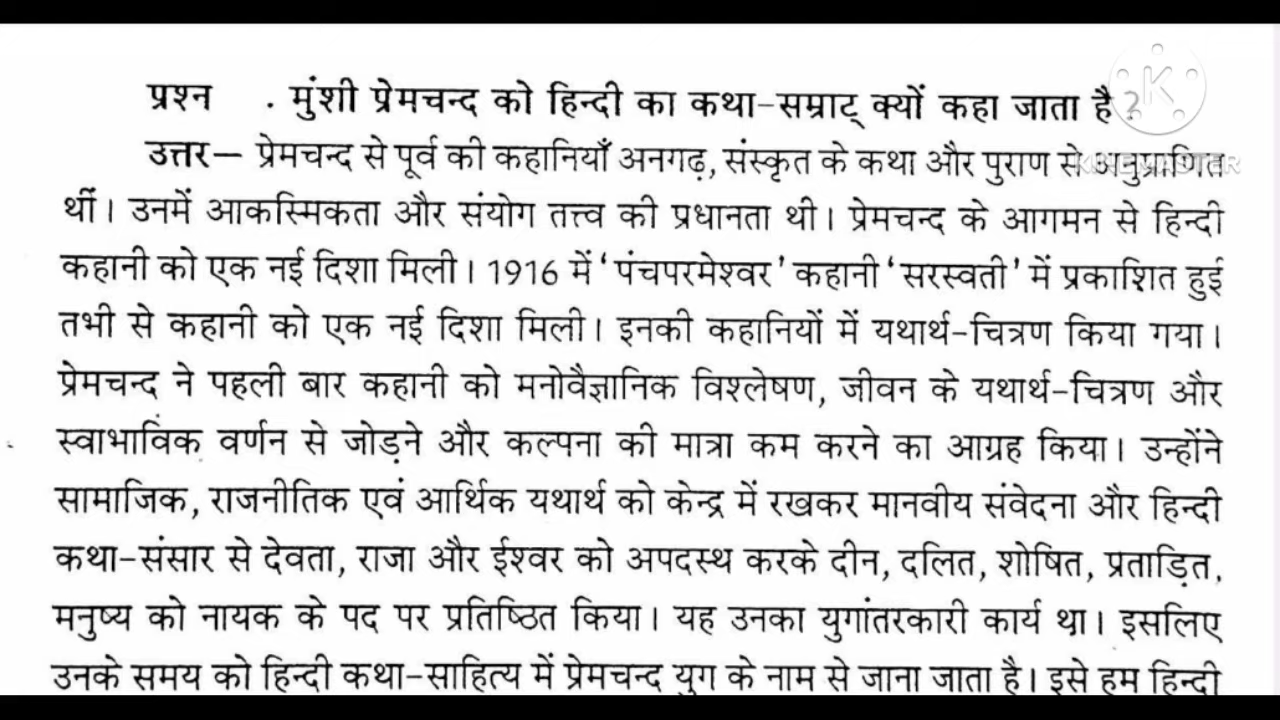 प्रश्न . मुंशी प्रेमचन्द को हिन्दी का कथा-सम्राट् क्यों कहा जाता है ?
उत्तर— प्रेमचन्द से पूर्व की कहानियाँ अनगढ़, संस्कृत के कथा और पुराण से अनुप्राणित
KINEMASTER
थीं। उनमें आकस्मिकता और संयोग तत्त्व की प्रधानता थी। प्रेमचन्द के आगमन से हिन्दी
कहानी को एक नई दिशा मिली। 1916 में ‘पंचपरमेश्वर’ कहानी ‘सरस्वती’ में प्रकाशित हुई
तभी से कहानी को एक नई दिशा मिली। इनकी कहानियों में यथार्थ-चित्रण किया गया।
प्रेमचन्द ने पहली बार कहानी को मनोवैज्ञानिक विश्लेषण, जीवन के यथार्थ-चित्रण और
स्वाभाविक वर्णन से जोड़ने और कल्पना की मात्रा कम करने का आग्रह किया। उन्होंने
सामाजिक, राजनीतिक एवं आर्थिक यथार्थ को केन्द्र में रखकर मानवीय संवेदना और हिन्दी
कथा-संसार से देवता, राजा और ईश्वर को अपदस्थ करके दीन, दलित, शोषित, प्रताड़ित,
मनुष्य को नायक के पद पर प्रतिष्ठित किया। यह उनका युगांतरकारी कार्य था। इसलिए
उनके समय को हिन्दी कथा-साहित्य में प्रेमचन्द युग के नाम से जाना जाता है। इसे हम हिन्दी